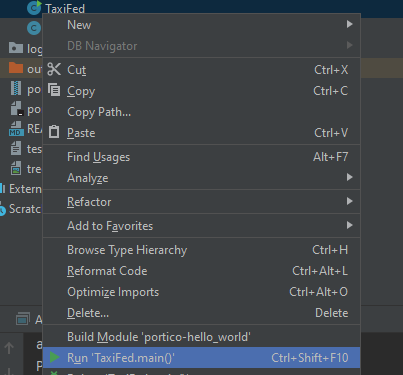 TaxiFed
New
log
DB Navigator
ou
Cut Ctrl+X
po
Copy Ctrl+C
po
Copy Path...
RE
Paste Ctrl+V
tes
Find Usages Alt+F7
tre
Analyze
Extern
Refactor
Scratc
Add to Favorites
Browse Type Hierarchy Ctrl+H
Reformat Code Ctrl+Alt+L
Optimize Imports Ctrl+Alt+O
Delete... Delete
A
Build Module 'portico-hello_world'
a
Run 'TaxiFed.main()' Ctrl+Shift+F10
P